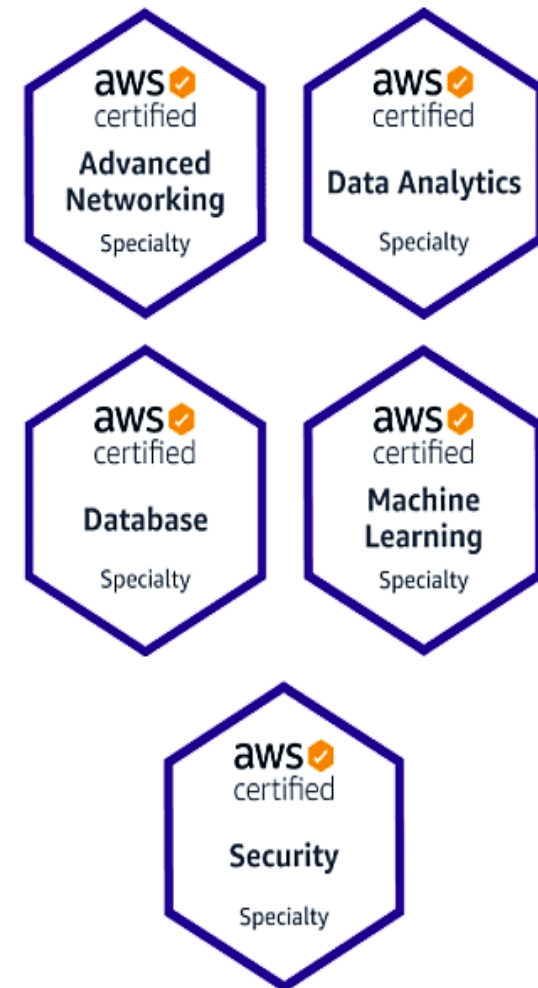 aws
certified
Advanced
Networking
Specialty
aws
certified
Data Analytics
Specialty
aws
certified
Database
Specialty
aws
certified
Machine
Learning
Specialty
aws
certified
Security
Specialty